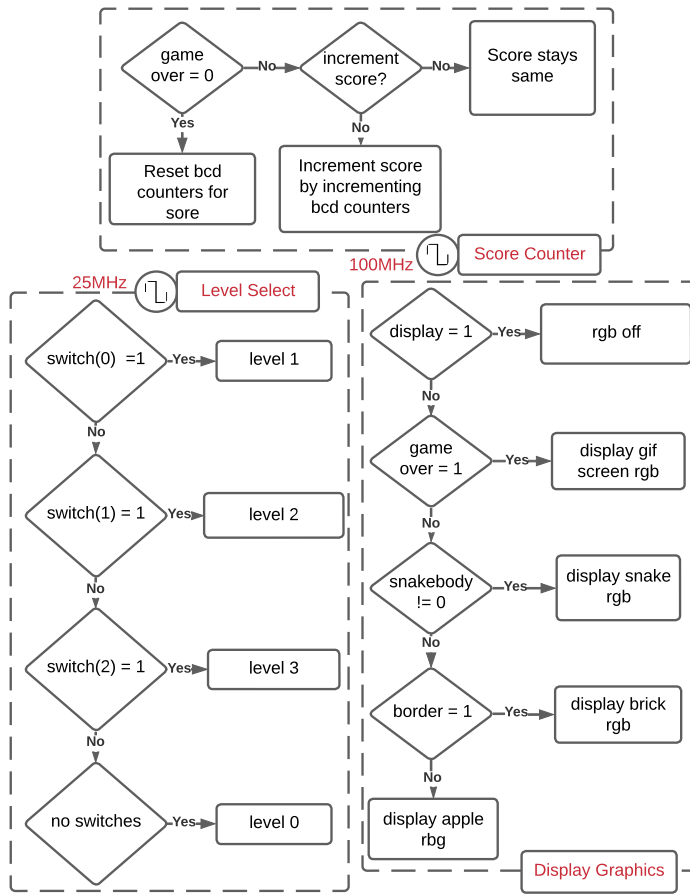 game
over = 0
No
increment
score?
No
Score stays
same
Yes
No
Reset bcd
counters for
sore
Increment score
by incrementing
bcd counters
100MHz
Score Counter
25MHz
Level Select
switch(0) =1
Yes
level 1
No
switch(1) = 1
Yes
level 2
No
switch(2) = 1
Yes
level 3
No
no switches
Yes
level 0
display = 1
Yes
rgb off
No
game
over = 1
Yes
display gif
screen rgb
No
snakebody
!= 0
Yes
display snake
rgb
No
border = 1
Yes
display brick
rgb
No
display apple
rbg
Display Graphics